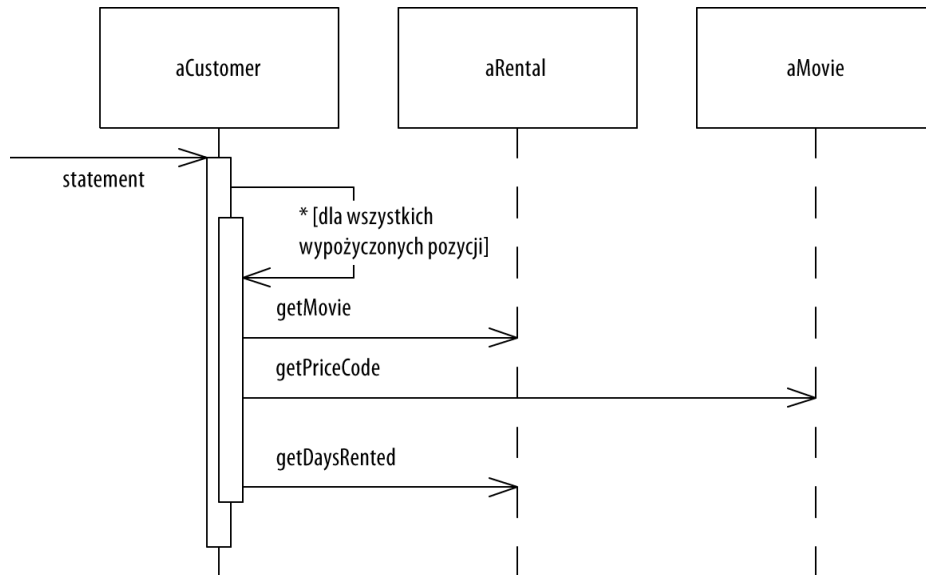 aCustomer
aRental
aMovie
statement
* [dla wszystkich
wypożyczonych pozycji]
getMovie
getPriceCode
getDaysRented